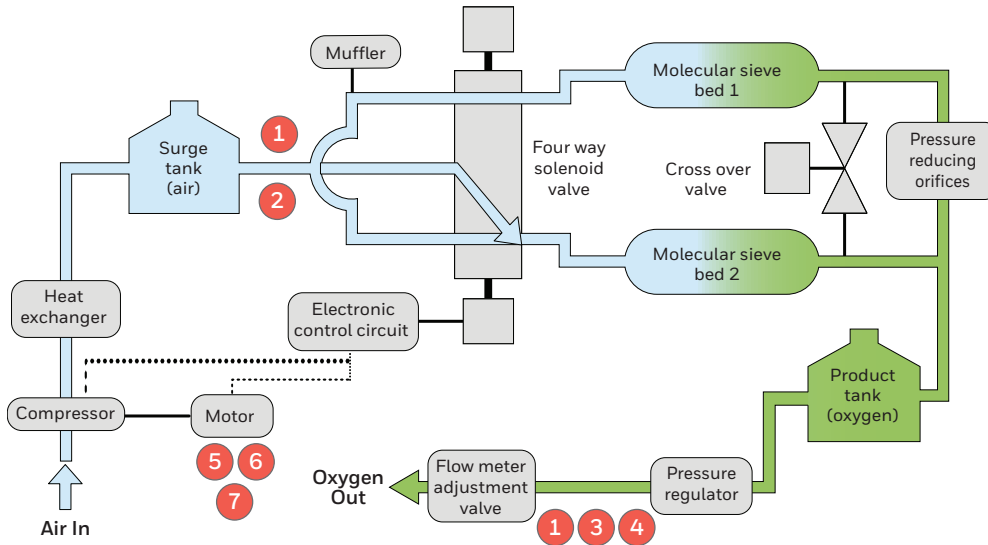 Muffler
Molecular sieve
bed 1
1
Surge
tank
(air)
Four way
solenoid
valve
Cross over
valve
Pressure
reducing
orifices
2
Molecular sieve
bed 2
Heat
exchanger
Electronic
control circuit
Product
tank
(oxygen)
Compressor
Motor
5
6
7
Oxygen
Out
Flow meter
adjustment
valve
Pressure
regulator
1
3
4
Air In